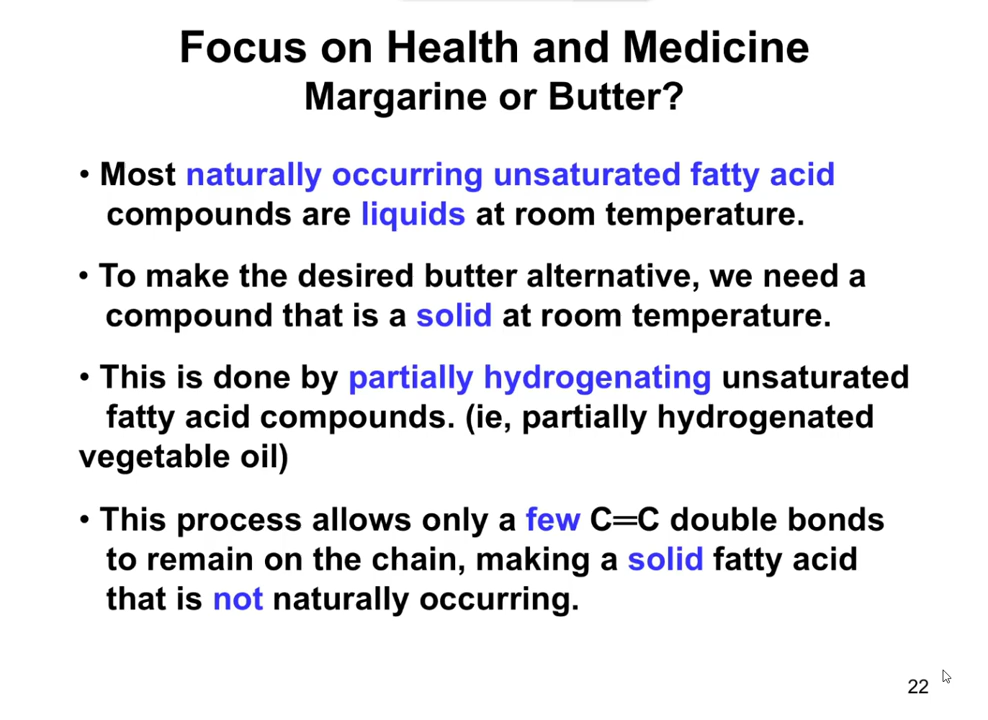 Focus on Health and Medicine
Margarine or Butter?
• Most naturally occurring unsaturated fatty acid
compounds are liquids at room temperature.
• To make the desired butter alternative, we need a
compound that is a solid at room temperature.
• This is done by partially hydrogenating unsaturated
fatty acid compounds. (ie, partially hydrogenated
vegetable oil)
• This process allows only a few C=C double bonds
to remain on the chain, making a solid fatty acid
that is not naturally occurring.
22